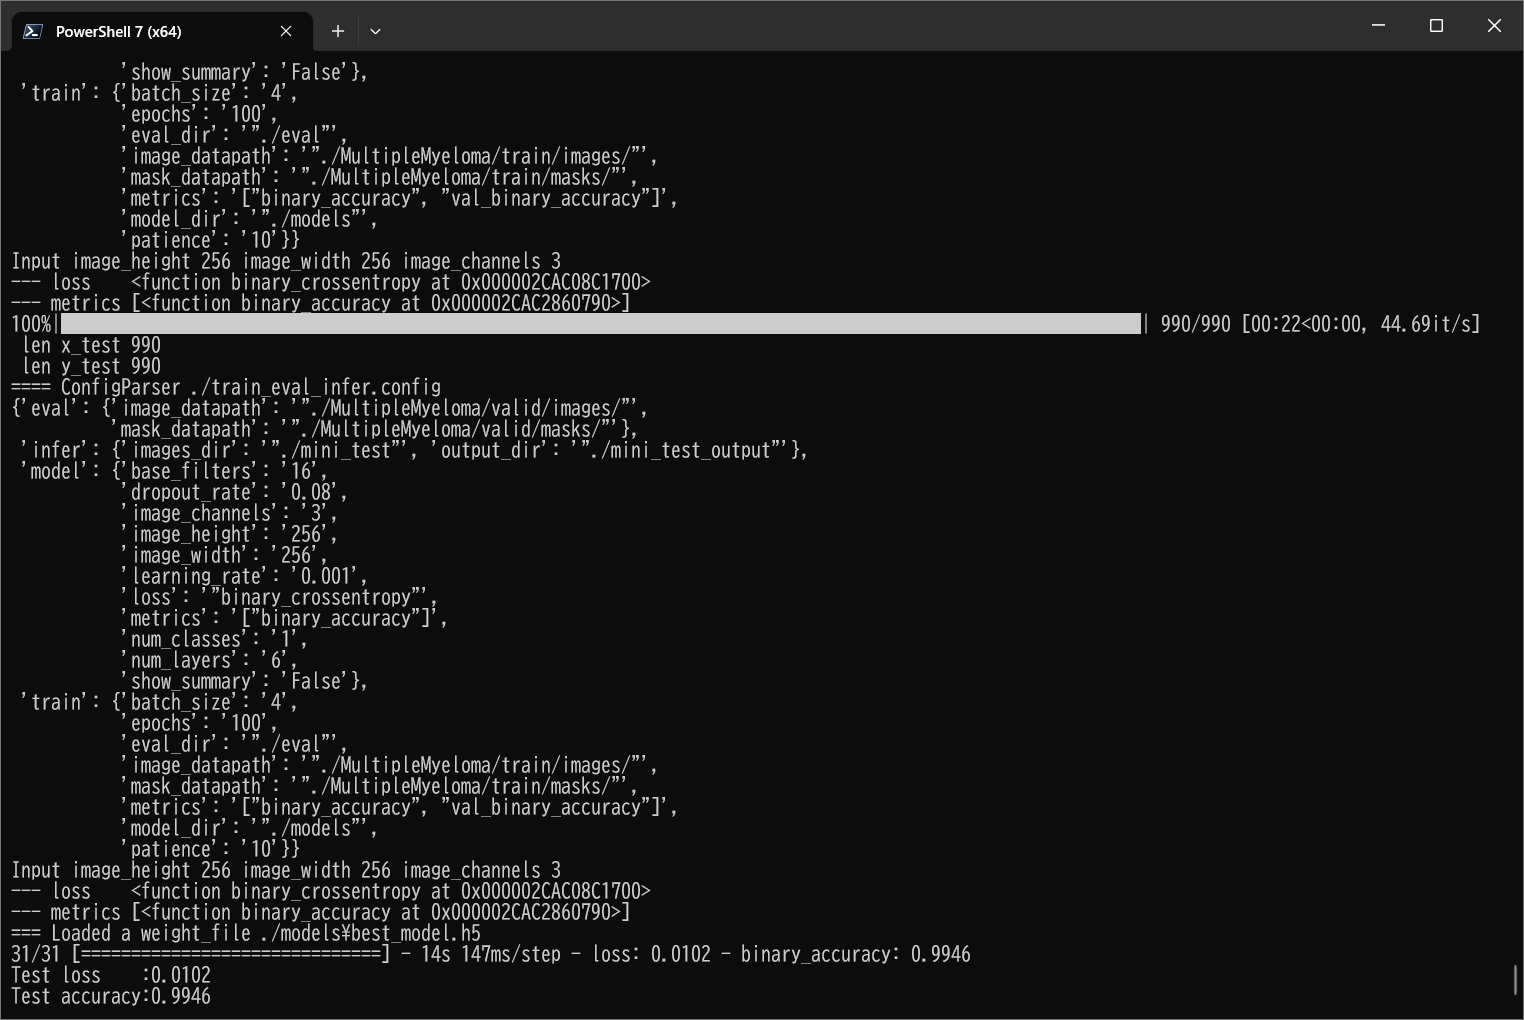 PowerShell 7 (x64)
'show_summary': 'False'},
'train': {'batch_size': '4',
'epochs': '100',
'eval_dir': '"./eval"',
'image_datapath': '"./MultipleMyeloma/train/images/"',
'mask_datapath': '"./MultipleMyeloma/train/masks/"',
'metrics': '["binary_accuracy", "val_binary_accuracy"]',
'model_dir': '"./models"',
'patience': '10'}}
Input image_height 256 image_width 256 image_channels 3
--- loss    <function binary_crossentropy at 0x000002CAC08C1700>
--- metrics [<function binary_accuracy at 0x000002CAC2860790>]
100%| | 990/990 [00:22<00:00, 44.69it/s]
len x_test 990
len y_test 990
==== ConfigParser ./train_eval_infer.config
{'eval': {'image_datapath': '"./MultipleMyeloma/valid/images/"',
'mask_datapath': '"./MultipleMyeloma/valid/masks/"'},
'infer': {'images_dir': '"./mini_test"', 'output_dir': '"./mini_test_output"'},
'model': {'base_filters': '16',
'dropout_rate': '0.08',
'image_channels': '3',
'image_height': '256',
'image_width': '256',
'learning_rate': '0.001',
'loss': '"binary_crossentropy"',
'metrics': '["binary_accuracy"]',
'num_classes': '1',
'num_layers': '6',
'show_summary': 'False'},
'train': {'batch_size': '4',
'epochs': '100',
'eval_dir': '"./eval"',
'image_datapath': '"./MultipleMyeloma/train/images/"',
'mask_datapath': '"./MultipleMyeloma/train/masks/"',
'metrics': '["binary_accuracy", "val_binary_accuracy"]',
'model_dir': '"./models"',
'patience': '10'}}
Input image_height 256 image_width 256 image_channels 3
--- loss    <function binary_crossentropy at 0x000002CAC08C1700>
--- metrics [<function binary_accuracy at 0x000002CAC2860790>]
=== Loaded a weight_file ./models¥best_model.h5
31/31 [==============================] - 14s 147ms/step - loss: 0.0102 - binary_accuracy: 0.9946
Test loss    :0.0102
Test accuracy:0.9946